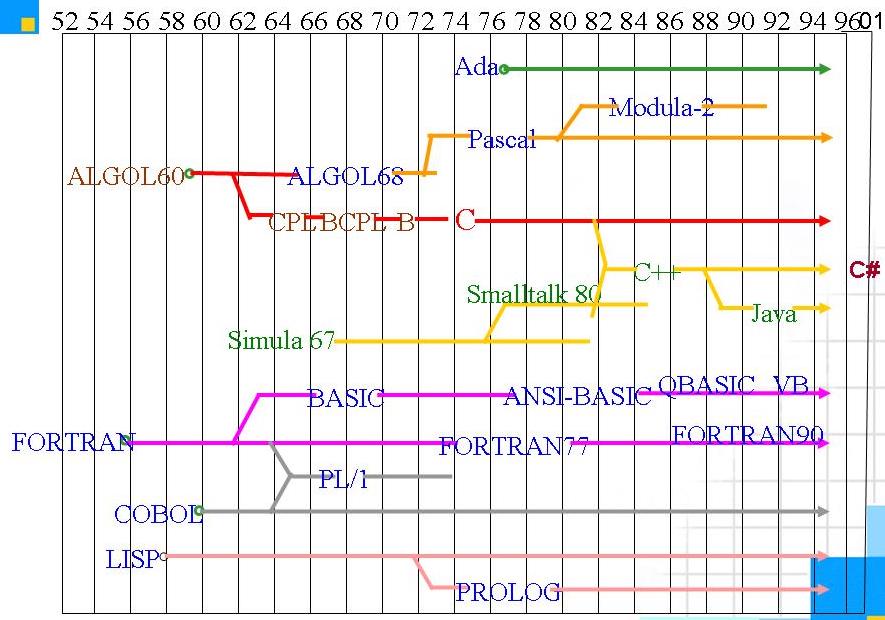 52 54 56 58 60 62 64 66 68 70 72 74 76 78 80 82 84 86 88 90 92 94 96 01
Ada
Modula-2
Pascal
ALGOL60 ALGOL68
CPL BCPL B C
C++ C#
Smalltalk 80
Java
Simula 67
BASIC ANSI-BASIC QBASIC VB
FORTRAN FORTRAN77 FORTRAN90
PL/1
COBOL
LISP
PROLOG